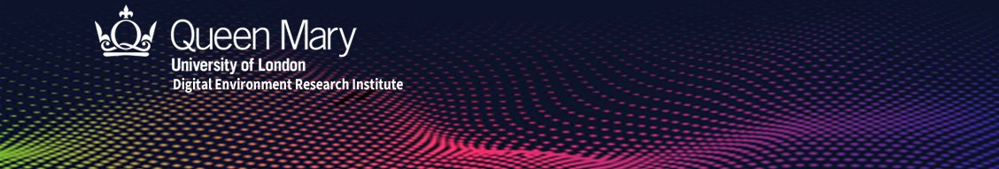 Queen Mary
University of London
Digital Environment Research Institute